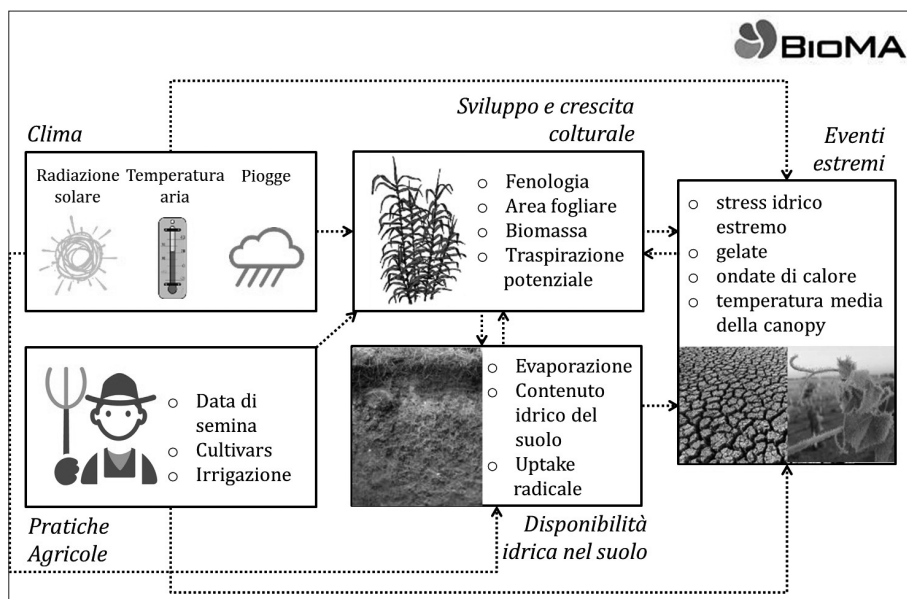 BIOMA
Clima
Radiazione
solare
Temperatura
aria
Piogge
Sviluppo e crescita
colturale
○ Fenologia
○ Area fogliare
○ Biomassa
○ Traspirazione
potenziale
Eventi
estremi
○ stress idrico
estremo
○ gelate
○ ondate di calore
○ temperatura media
della canopy
○ Data di
semina
○ Cultivars
○ Irrigazione
Pratiche
Agricole
○ Evaporazione
○ Contenuto
idrico del
suolo
○ Uptake
radicale
Disponibilità
idrica nel suolo